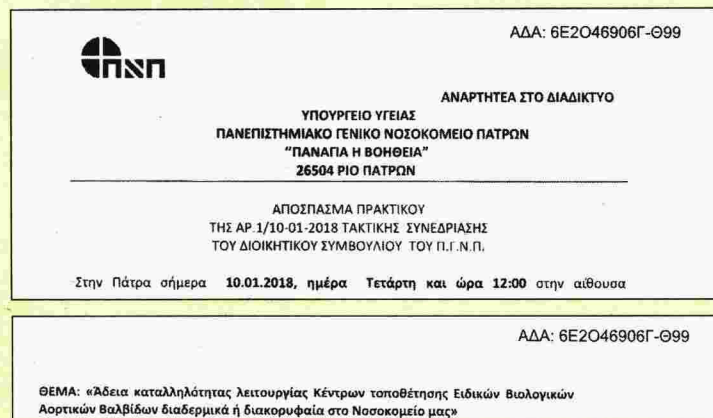 ΑΔΑ: 6Ε2Ο46906Γ-Θ99
ΠΝΠ
ΑΝΑΡΤΗΤΕΑ ΣΤΟ ΔΙΑΔΙΚΤΥΟ
ΥΠΟΥΡΓΕΙΟ ΥΓΕΙΑΣ
ΠΑΝΕΠΙΣΤΗΜΙΑΚΟ ΓΕΝΙΚΟ ΝΟΣΟΚΟΜΕΙΟ ΠΑΤΡΩΝ
"ΠΑΝΑΓΙΑ Η ΒΟΗΘΕΙΑ"
26504 ΡΙΟ ΠΑΤΡΩΝ
ΑΠΟΣΠΑΣΜΑ ΠΡΑΚΤΙΚΟΥ
ΤΗΣ ΑΡ.1/10-01-2018 ΤΑΚΤΙΚΗΣ ΣΥΝΕΔΡΙΑΣΗΣ
ΤΟΥ ΔΙΟΙΚΗΤΙΚΟΥ ΣΥΜΒΟΥΛΙΟΥ ΤΟΥ Π.Γ.Ν.Π.
Στην Πάτρα σήμερα 10.01.2018, ημέρα Τετάρτη και ώρα 12:00 στην αίθουσα
ΑΔΑ: 6Ε2Ο46906Γ-Θ99
ΘΕΜΑ: «Άδεια καταλληλότητας λειτουργίας Κέντρων τοποθέτησης Ειδικών Βιολογικών
Αορτικών Βαλβίδων διαδερμικά ή διακορυφαία στο Νοσοκομείο μας»